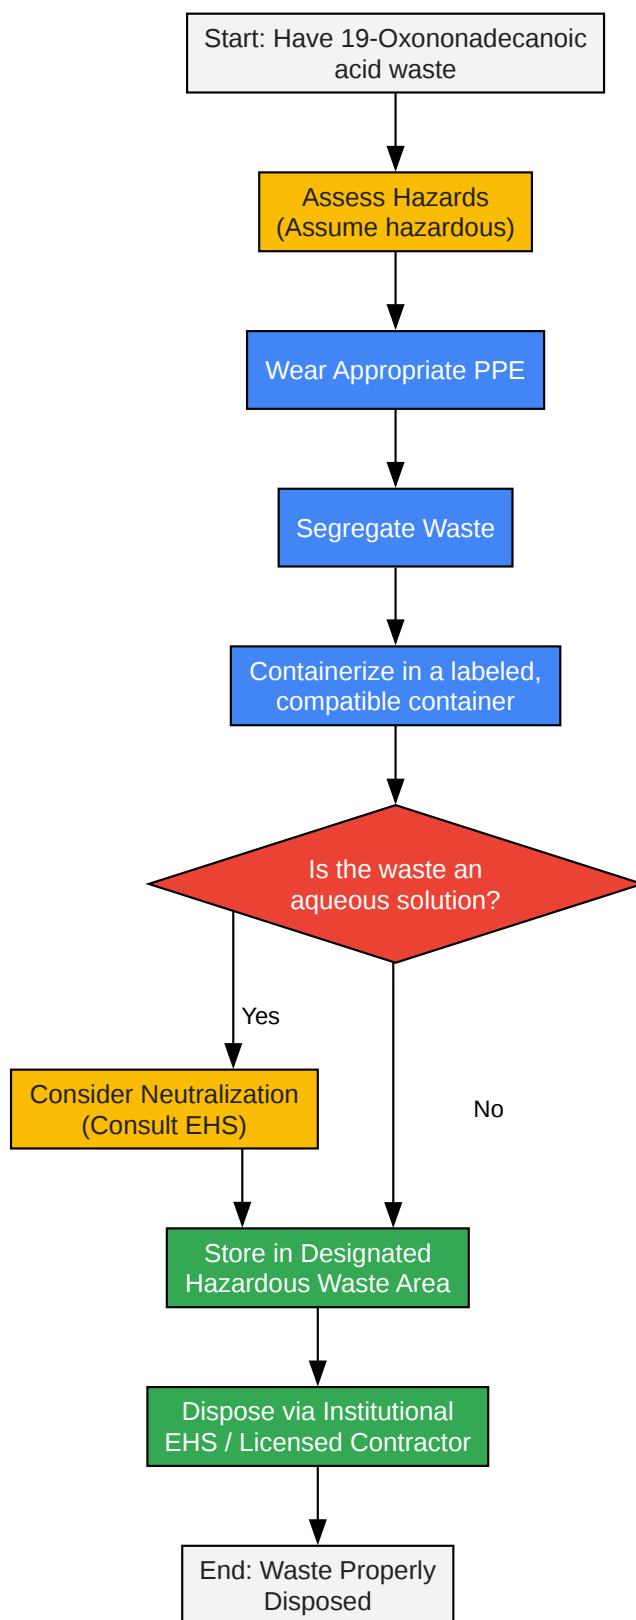 Start: Have 19-Oxononadecanoic
acid waste
Assess Hazards
(Assume hazardous)
Wear Appropriate PPE
Segregate Waste
Containerize in a labeled,
compatible container
Is the waste an
aqueous solution?
Yes
Consider Neutralization
(Consult EHS)
No
Store in Designated
Hazardous Waste Area
Dispose via Institutional
EHS / Licensed Contractor
End: Waste Properly
Disposed